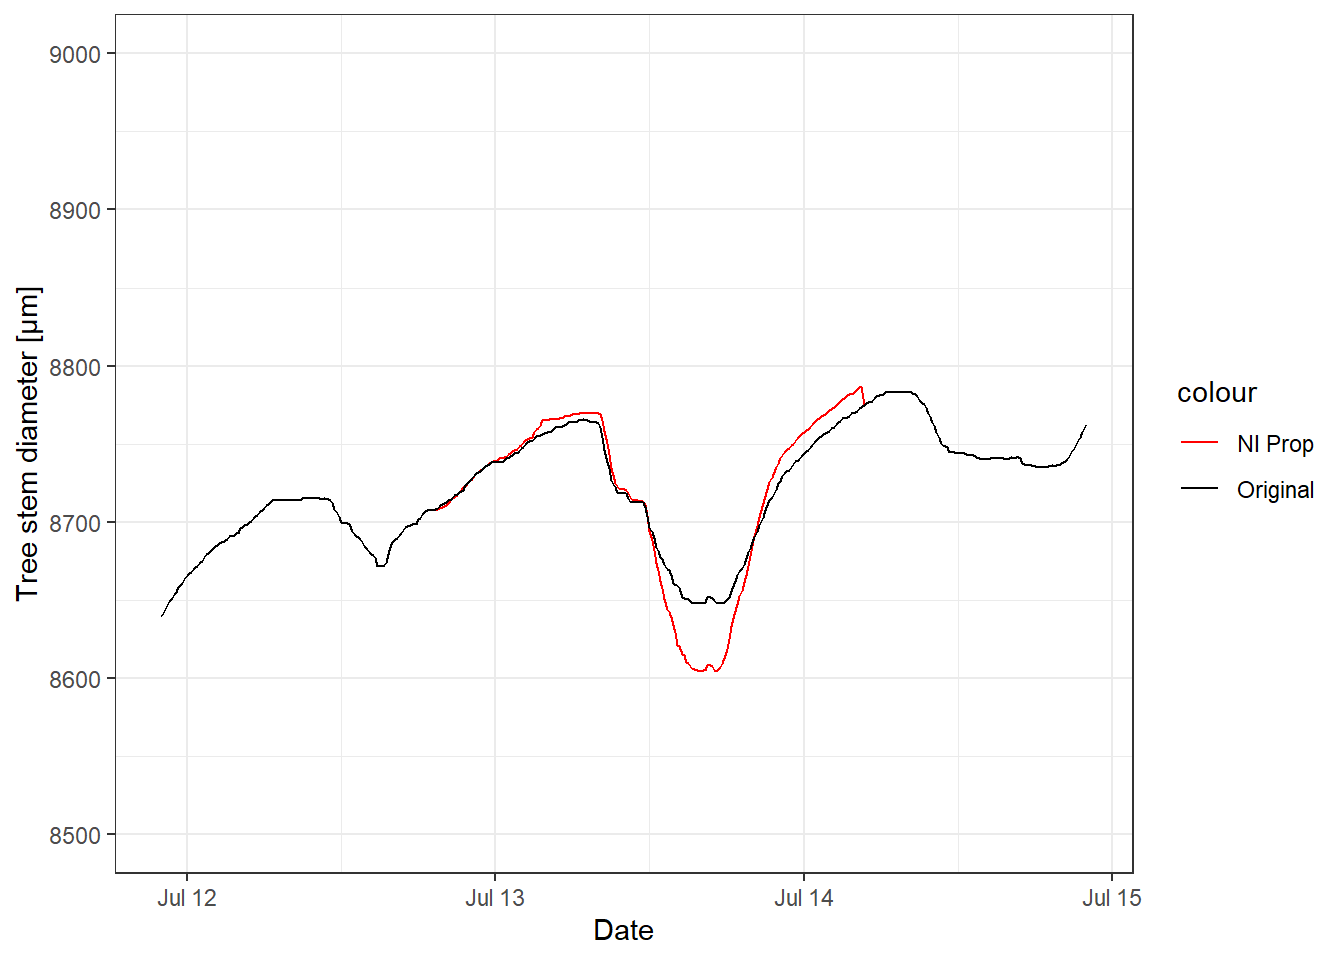 9000
8900
8800
8700
8600
8500
Tree stem diameter [µm]
Jul 12
Jul 13
Jul 14
Jul 15
Date
colour
NI Prop
Original